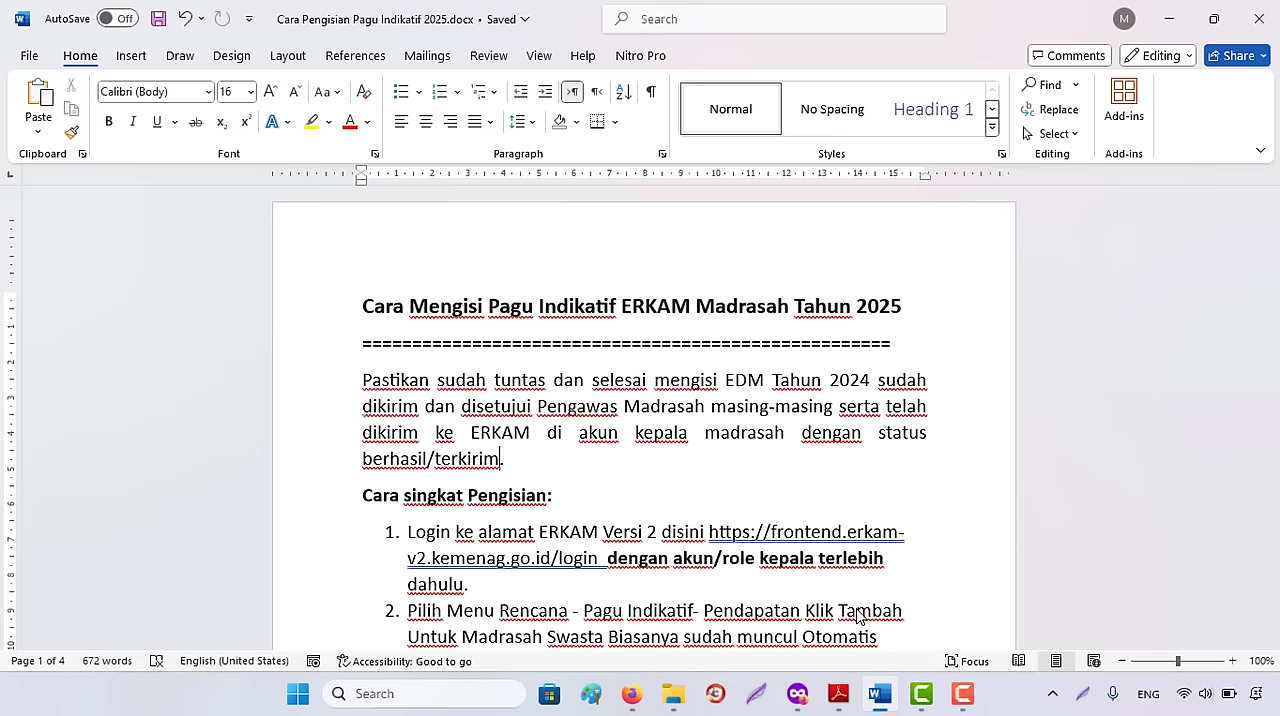 AutoSave Off Cara Pengisian Pagu Indikatif 2025.docx • Saved Search M
File Home Insert Draw Design Layout References Mailings Review View Help Nitro Pro Comments Editing Share
Paste Calibri (Body) 16 Aa Normal No Spacing Heading 1 Find Replace Select Add-ins
Clipboard Font Paragraph Styles Editing Add-ins
Cara Mengisi Pagu Indikatif ERKAM Madrasah Tahun 2025
=====================================================
Pastikan sudah tuntas dan selesai mengisi EDM Tahun 2024 sudah
dikirim dan disetujui Pengawas Madrasah masing-masing serta telah
dikirim ke ERKAM di akun kepala madrasah dengan status
berhasil/terkirim.
Cara singkat Pengisian:
1. Login ke alamat ERKAM Versi 2 disini https://frontend.erkam-
v2.kemenag.go.id/login dengan akun/role kepala terlebih
dahulu.
2. Pilih Menu Rencana - Pagu Indikatif- Pendapatan Klik Tambah
Untuk Madrasah Swasta Biasanya sudah muncul Otomatis
Page 1 of 4 672 words English (United States) Accessibility: Good to go Focus 100%
Search ENG